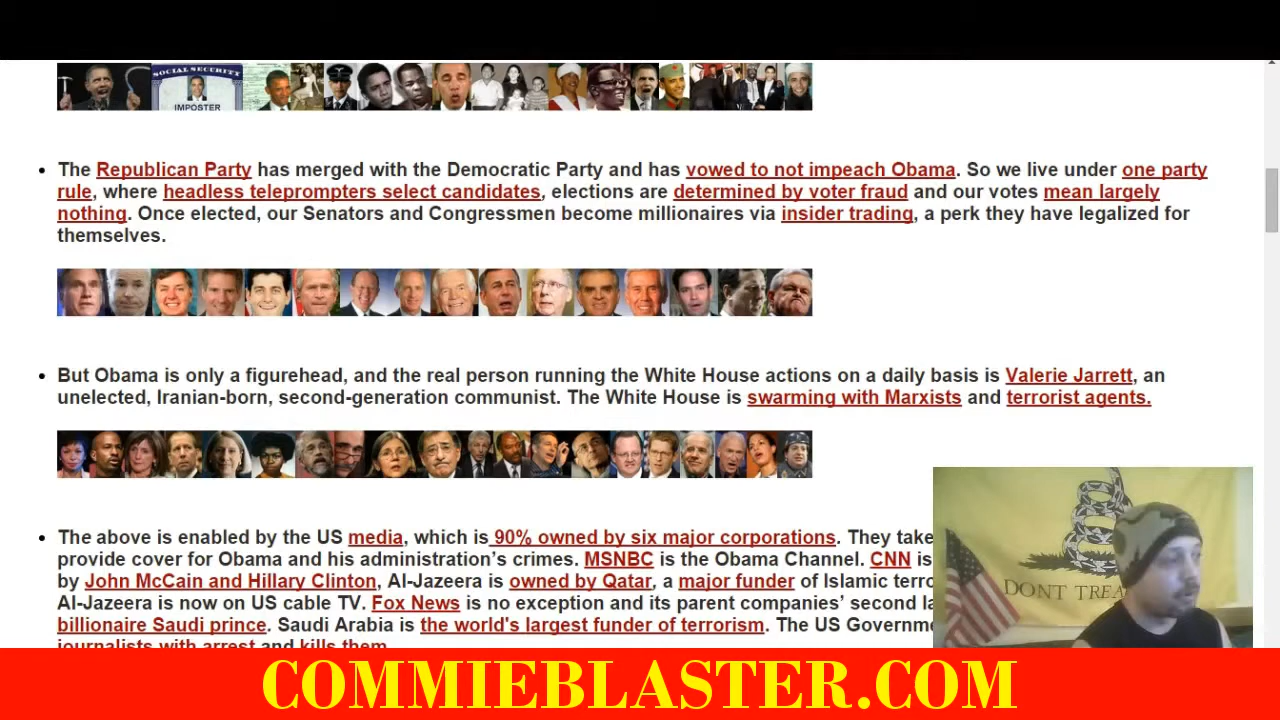 SOCIAL SECURITY
IMPOSTER
• The Republican Party has merged with the Democratic Party and has vowed to not impeach Obama. So we live under one party
rule, where headless teleprompters select candidates, elections are determined by voter fraud and our votes mean largely
nothing. Once elected, our Senators and Congressmen become millionaires via insider trading, a perk they have legalized for
themselves.
• But Obama is only a figurehead, and the real person running the White House actions on a daily basis is Valerie Jarrett, an
unelected, Iranian-born, second-generation communist. The White House is swarming with Marxists and terrorist agents.
• The above is enabled by the US media, which is 90% owned by six major corporations. They take
provide cover for Obama and his administration's crimes. MSNBC is the Obama Channel. CNN is
by John McCain and Hillary Clinton, Al-Jazeera is owned by Qatar, a major funder of Islamic terro
Al-Jazeera is now on US cable TV. Fox News is no exception and its parent companies' second la
billionaire Saudi prince. Saudi Arabia is the world's largest funder of terrorism. The US Governme
journalists with arrest and kills them.
DONT TREA
COMMIEBLASTER.COM